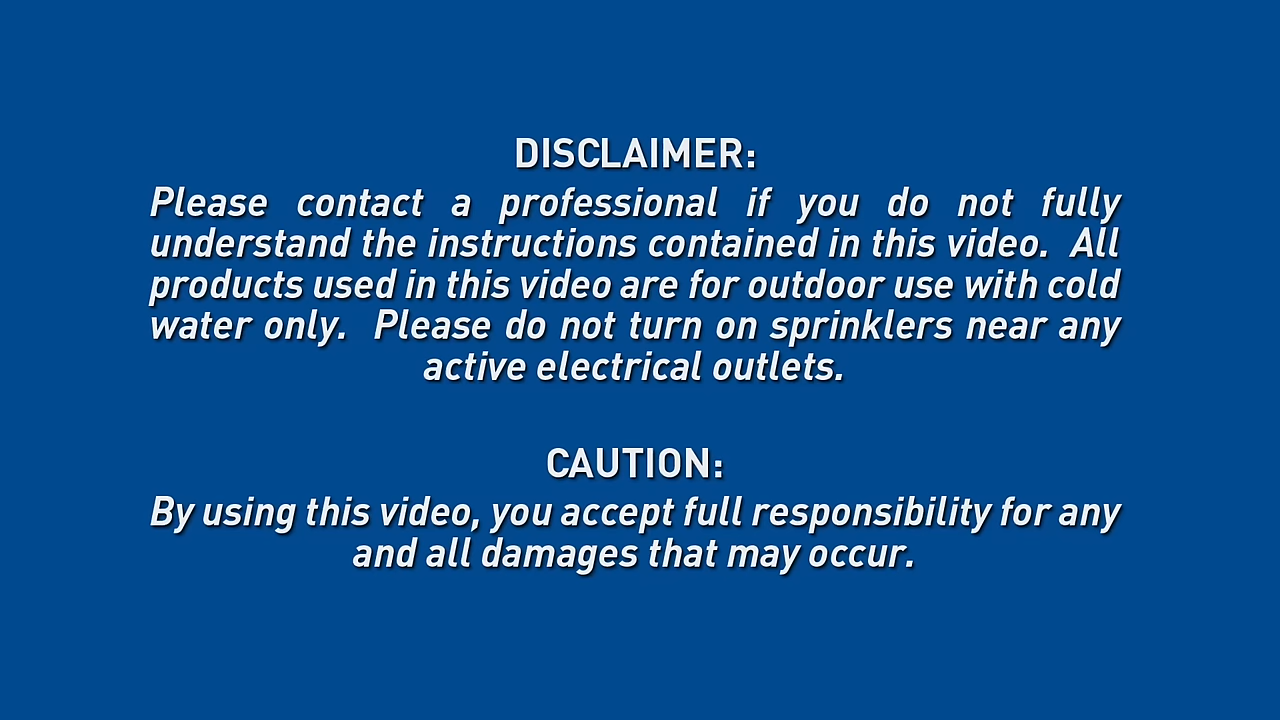 DISCLAIMER:
Please contact a professional if you do not fully
understand the instructions contained in this video.  All
products used in this video are for outdoor use with cold
water only.  Please do not turn on sprinklers near any
active electrical outlets.
CAUTION:
By using this video, you accept full responsibility for any
and all damages that may occur.